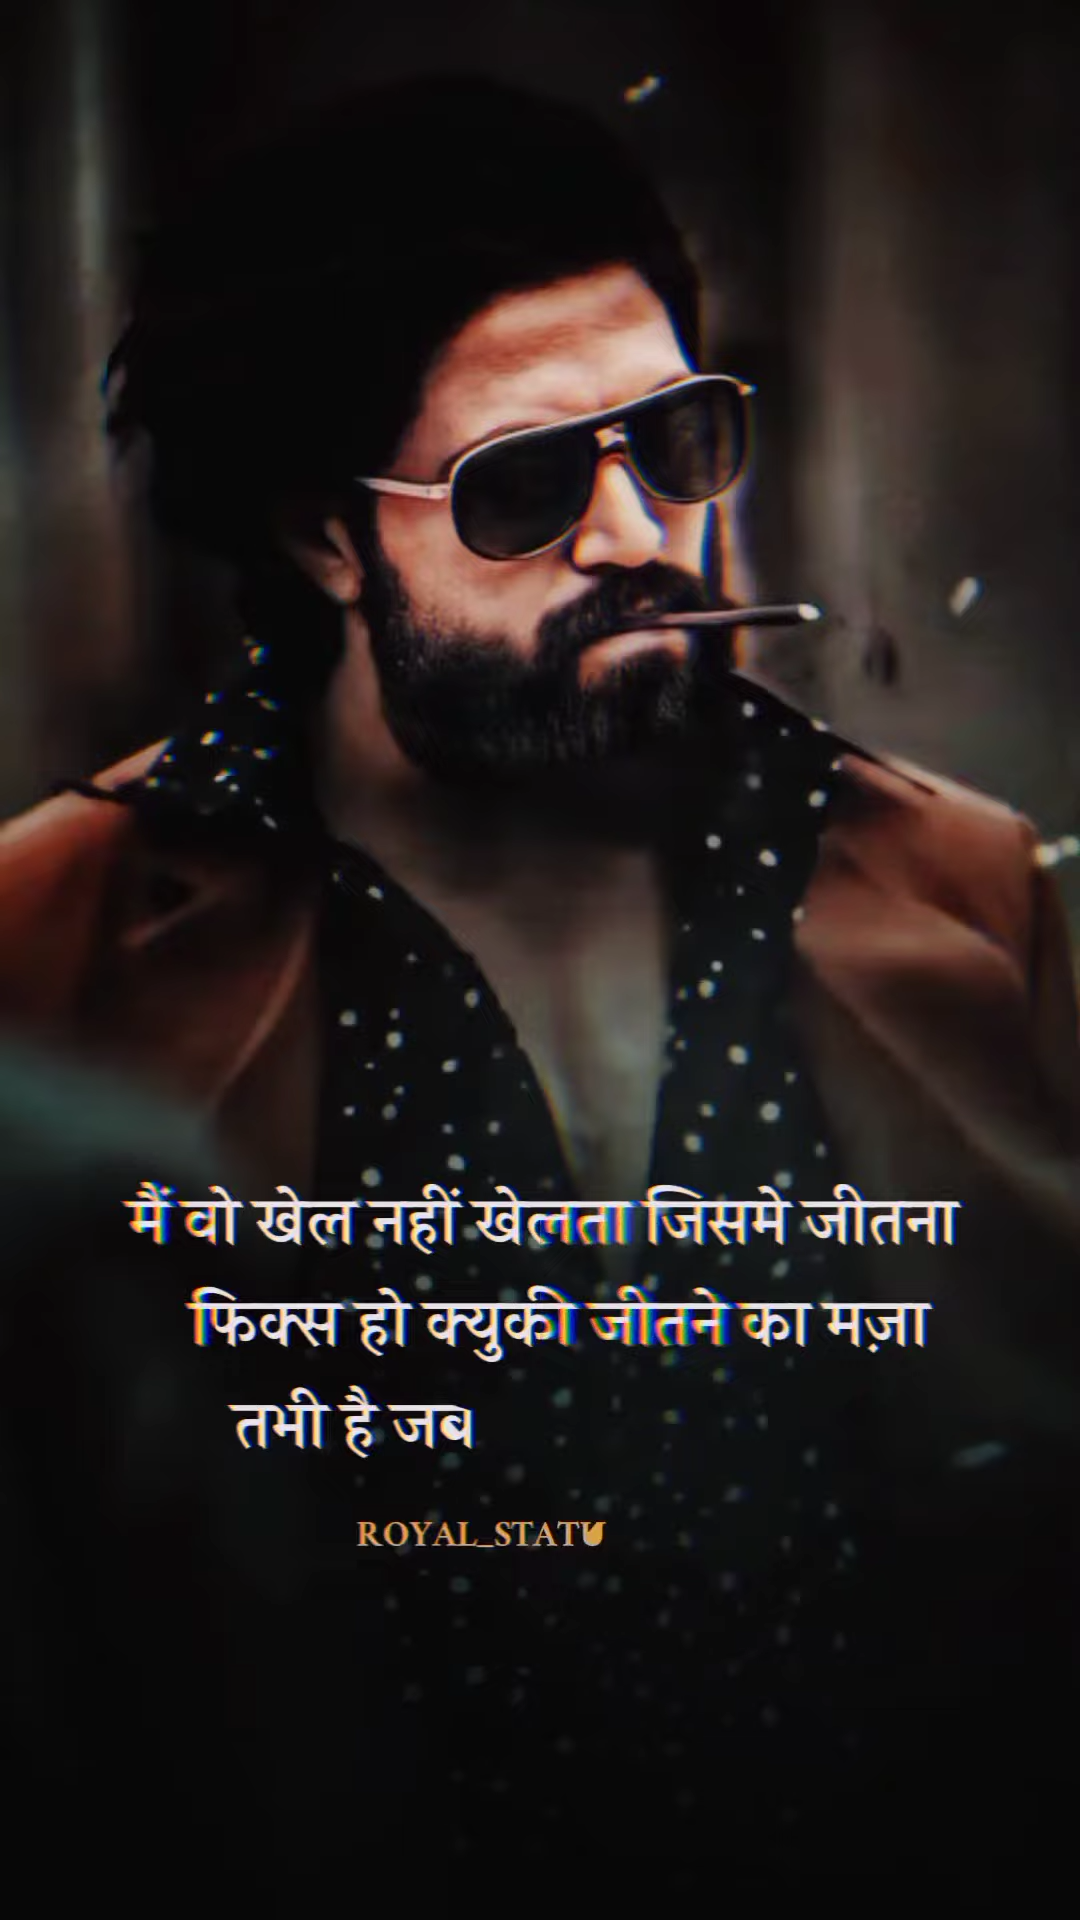 मैं वो खेल नहीं खेलता जिसमे जीतना
फिक्स हो क्युकी जीतने का मज़ा
तभी है जब
ROYAL_STATU